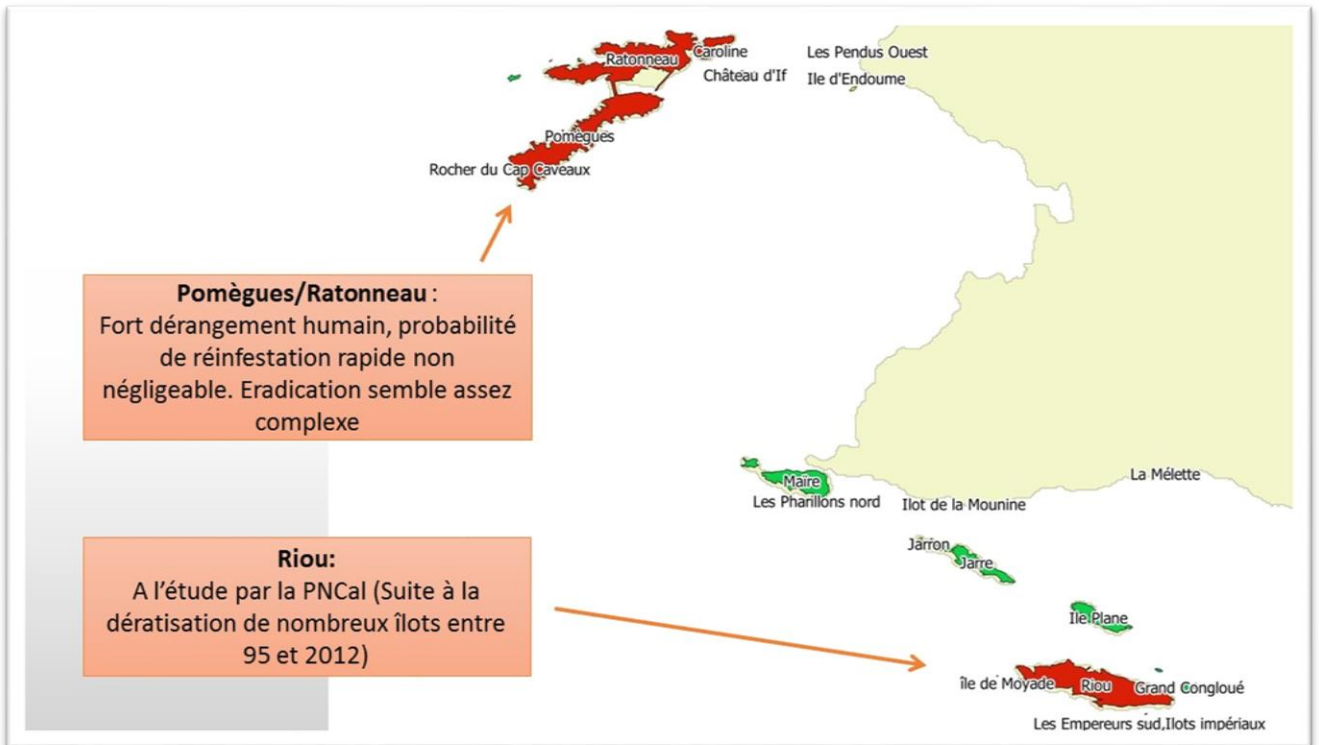 Ratonneau
Caroline
Château d'If
Les Pendus Ouest
Ile d'Endoume
Pomègues
Rocher du Cap Caveaux
Pomègues/Ratonneau :
Fort dérangement humain, probabilité
de réinfestation rapide non
négligeable. Eradication semble assez
complexe
Maïre
Les Pharillons nord
Ilot de la Mounine
La Mélette
Jarron
Jarre
Ile Plane
Riou:
A l'étude par la PNCal (Suite à la
dératisation de nombreux îlots entre
95 et 2012)
île de Moyade
Riou
Grand Congloué
Les Empereurs sud,Ilots impériaux